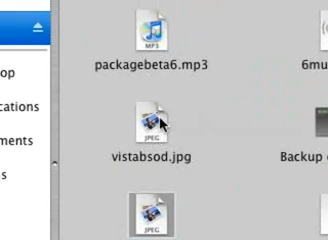 MP3
packagebeta6.mp3
6mu
op
cations
JPEG
vistabsod.jpg
Backup
ments
s
JPEG